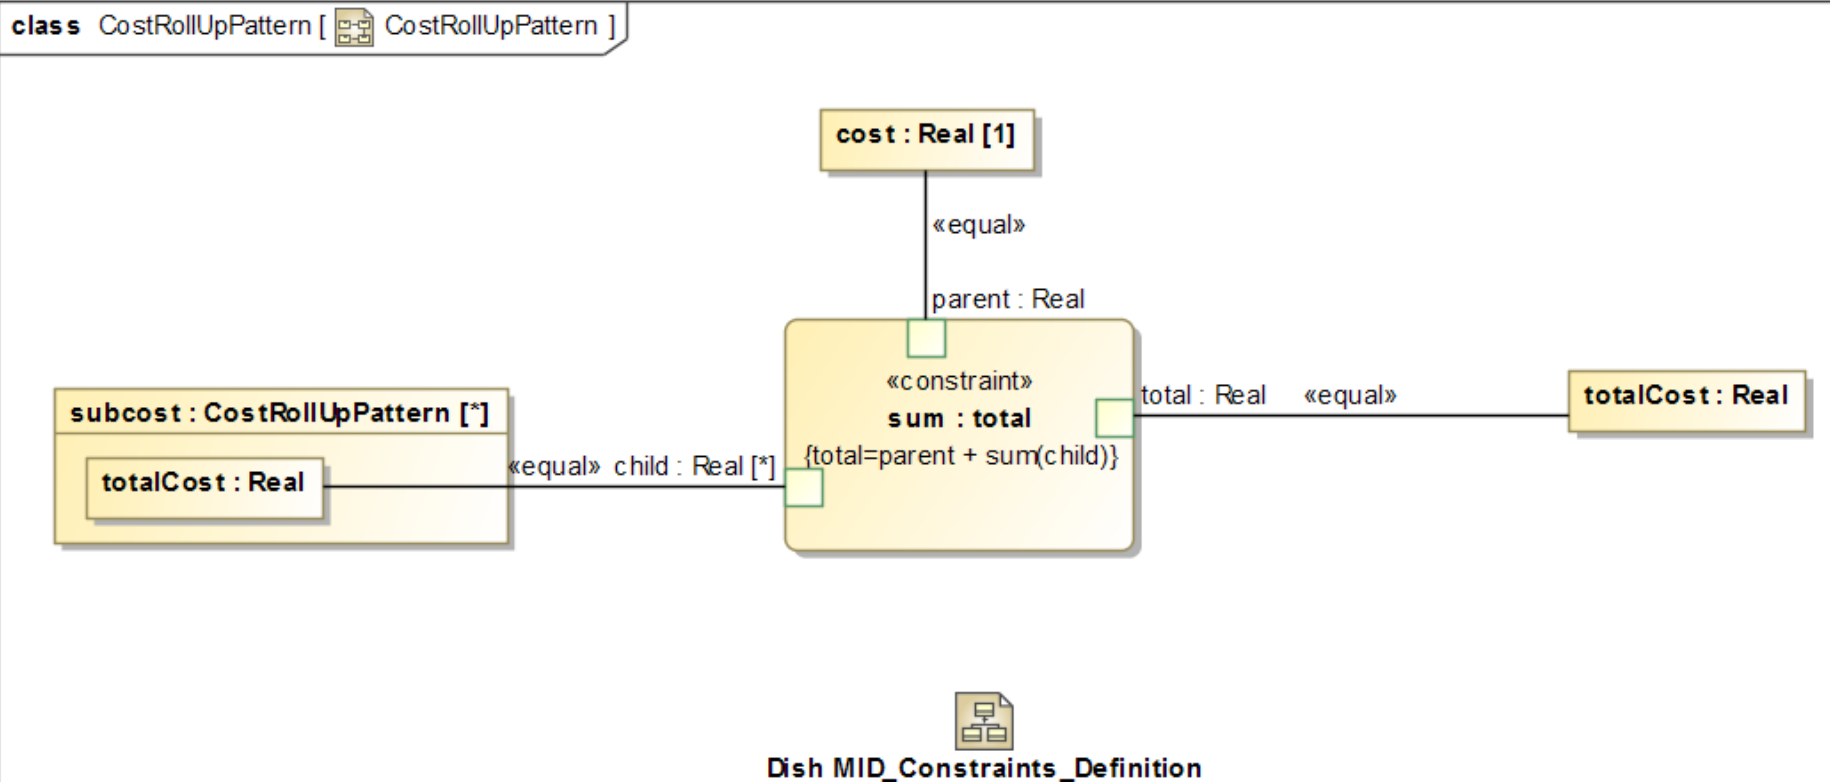 class CostRollUpPattern [ CostRollUpPattern ]
cost : Real [1]
«equal»
parent : Real
«constraint»
sum : total
{total=parent + sum(child)}
total : Real «equal»
totalCost : Real
subcost : CostRollUpPattern [*]
totalCost : Real
«equal» child : Real [*]
Dish MID_Constraints_Definition